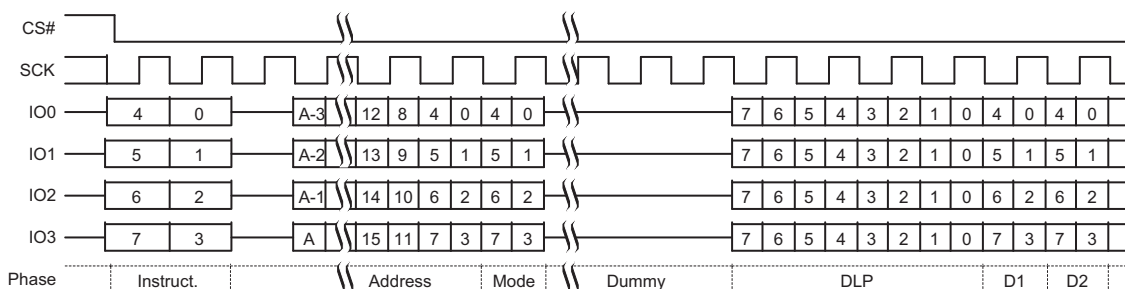 CS#
SCK
IO0 4 0 A-3 12 8 4 0 4 0 7 6 5 4 3 2 1 0 4 0 4 0
IO1 5 1 A-2 13 9 5 1 5 1 7 6 5 4 3 2 1 0 5 1 5 1
IO2 6 2 A-1 14 10 6 2 6 2 7 6 5 4 3 2 1 0 6 2 6 2
IO3 7 3 A 15 11 7 3 7 3 7 6 5 4 3 2 1 0 7 3 7 3
Phase Instruct. Address Mode Dummy DLP D1 D2